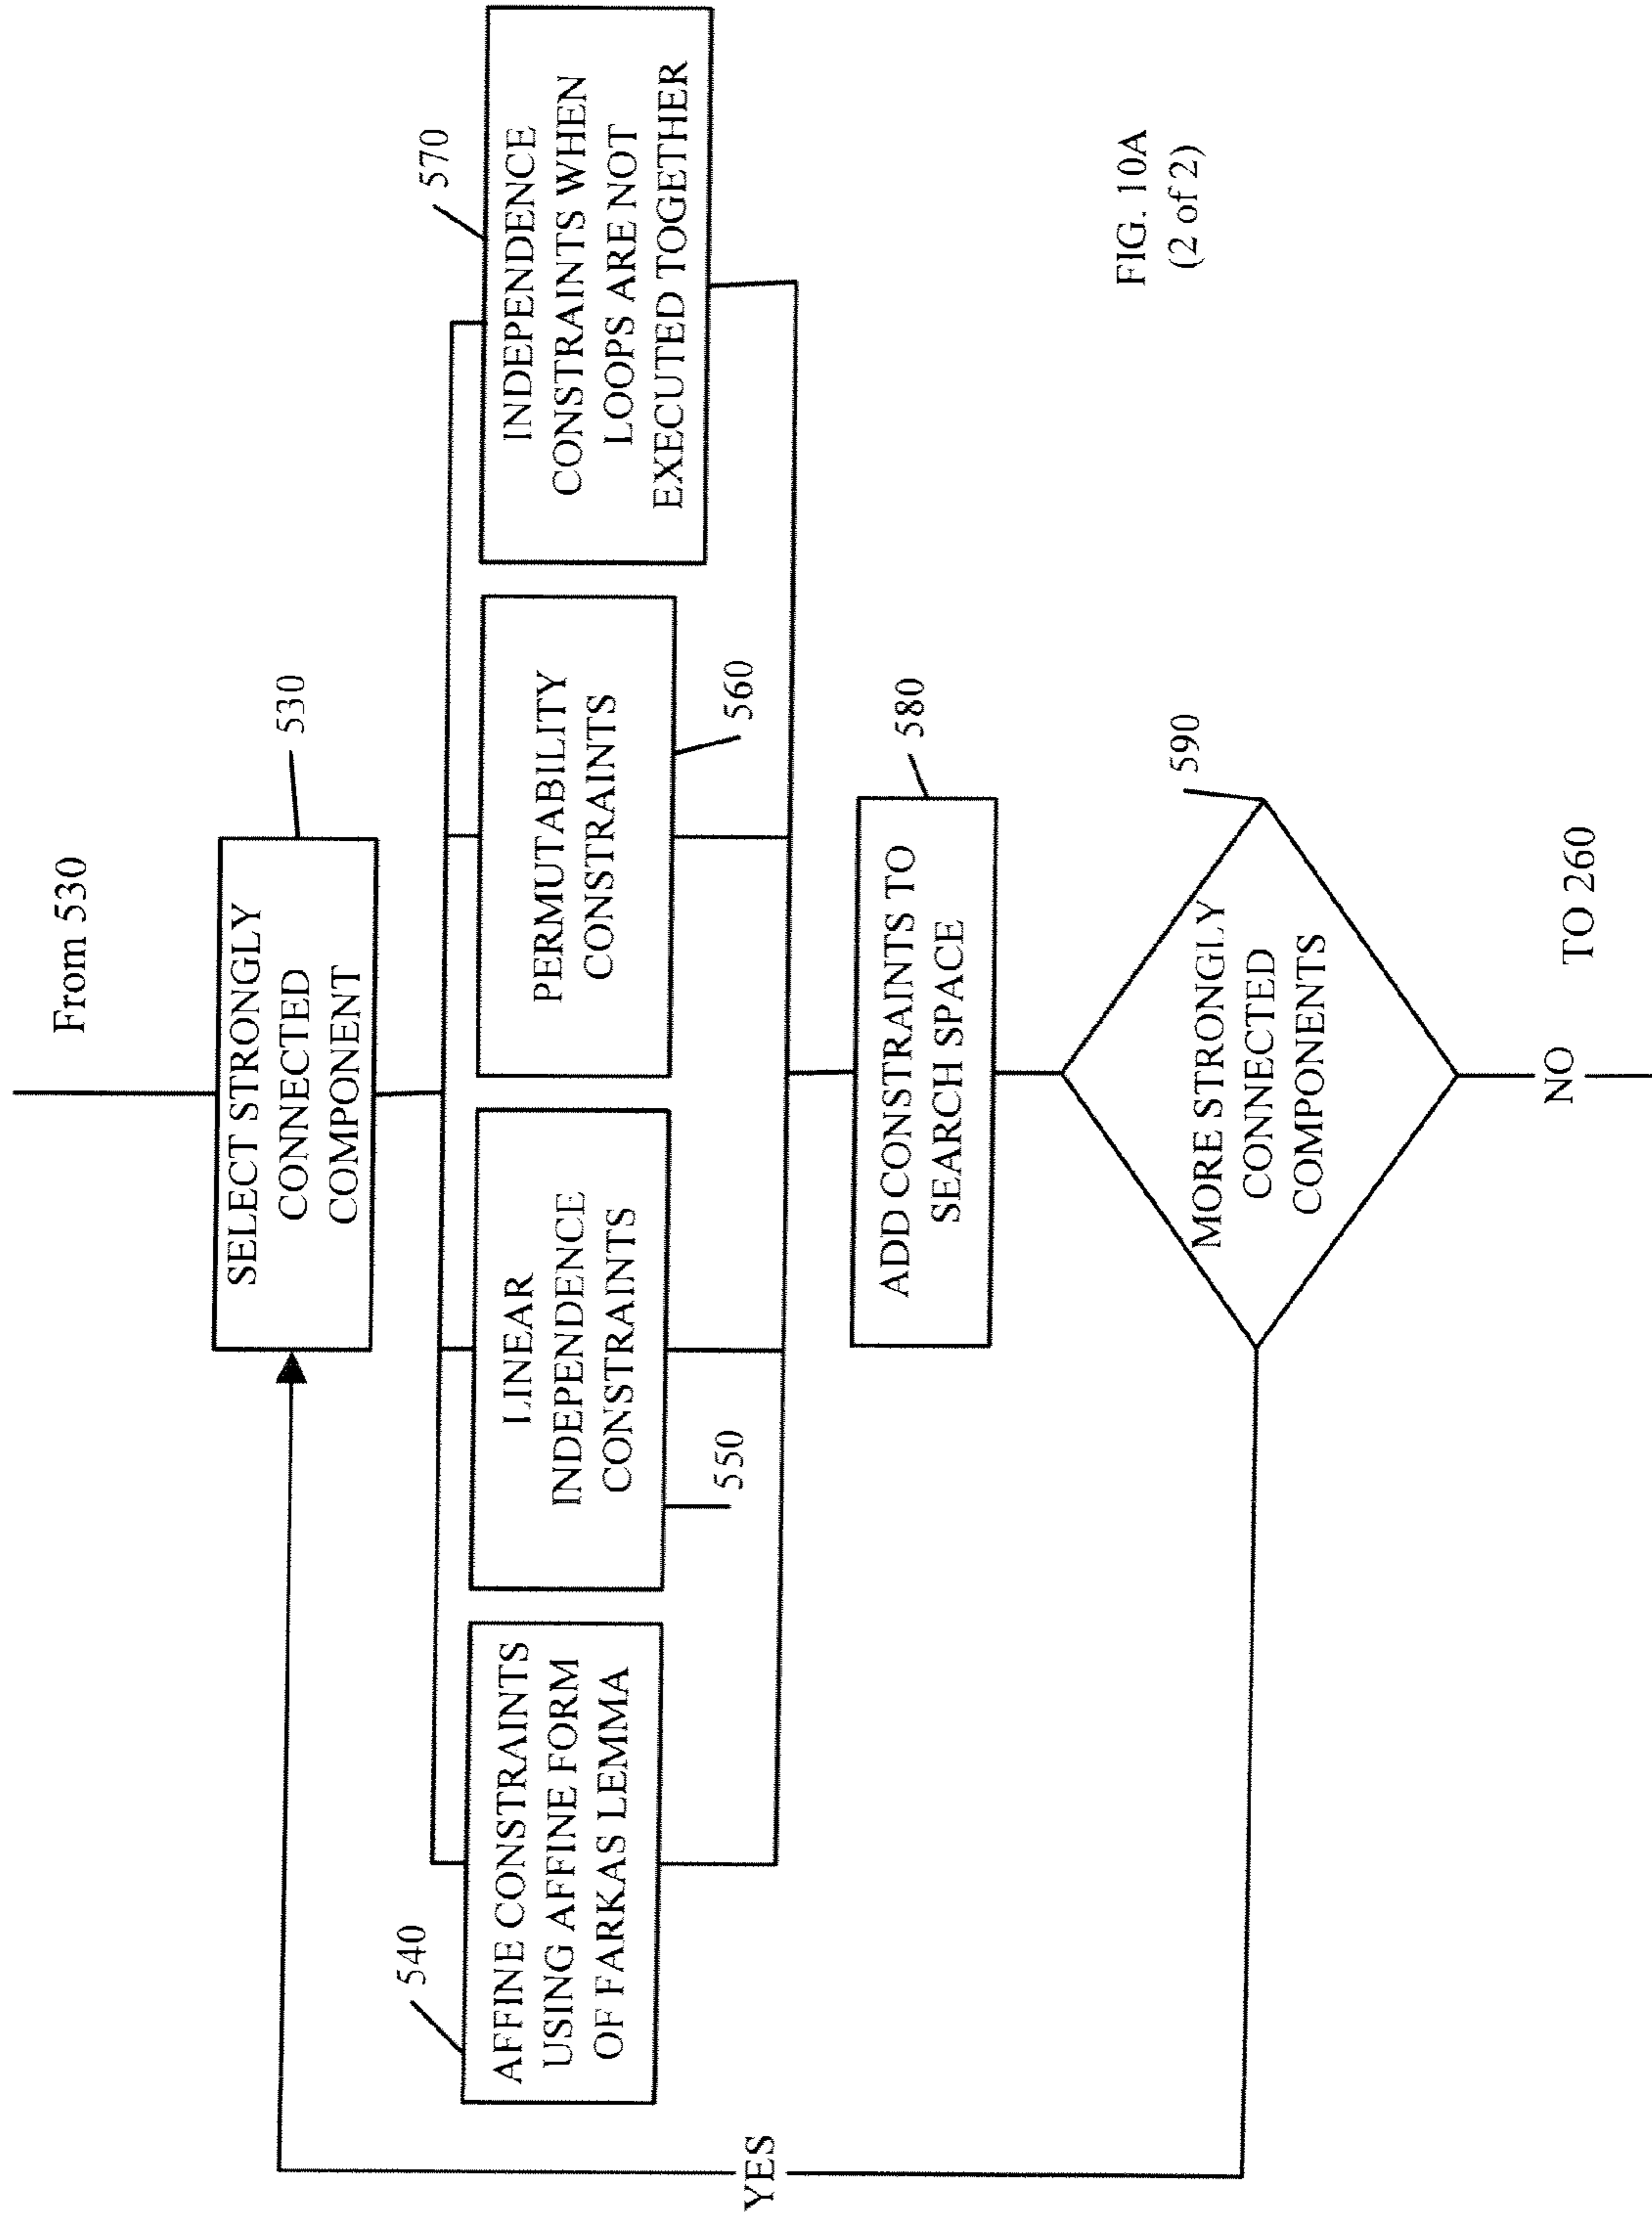 From 530
SELECT STRONGLY
CONNECTED
COMPONENT
530
540
AFFINE CONSTRAINTS
USING AFFINE FORM
OF FARKAS LEMMA
LINEAR
INDEPENDENCE
CONSTRAINTS
550
PERMUTABILITY
CONSTRAINTS
560
570
INDEPENDENCE
CONSTRAINTS WHEN
LOOPS ARE NOT
EXECUTED TOGETHER
YES
ADD CONSTRAINTS TO
SEARCH SPACE
580
MORE STRONGLY
CONNECTED
COMPONENTS
590
NO
TO 260
FIG. 10A
(2 of 2)